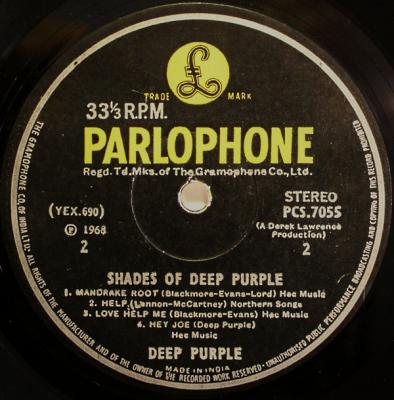 £
TRADE MARK
33⅓ R.P.M.
PARLOPHONE
Regd. Td. Mks. of The Gramophone Co., Ltd.
STEREO
(YEX.690) PCS.7055
℗ 1968 (A Derek Lawrence Production)
2 2
SHADES OF DEEP PURPLE
1. MANDRAKE ROOT (Blackmore-Evans-Lord) Hec Music
2. HELP (Lannon-McCartney) Northern Songs
3. LOVE HELP ME (Blackmore-Evans) Hec Music
4. HEY JOE (Deep Purple)
Hec Music
DEEP PURPLE
MADE IN INDIA
THE GRAMOPHONE CO OF INDIA LTD. ALL RIGHTS OF THE MANUFACTURER AND OF THE OWNER OF THE RECORDED WORK RESERVED- UNAUTHORISED PUBLIC PERFORMANCE BROADCASTING AND COPYING OF THIS RECORD PROHIBITED